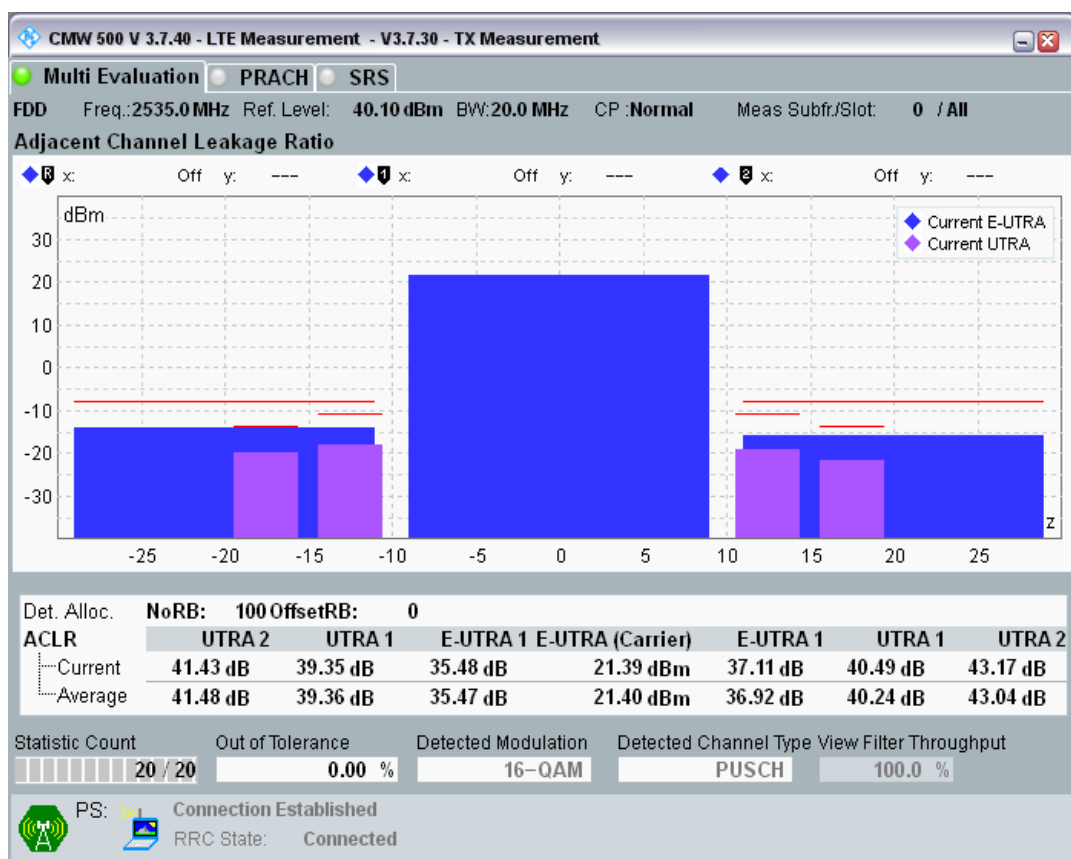 CMW 500 V 3.7.40 - LTE Measurement - V3.7.30 - TX Measurement
Multi Evaluation PRACH SRS
FDD Freq.:2535.0 MHz Ref. Level: 40.10 dBm BW:20.0 MHz CP :Normal Meas Subfr./Slot: 0 / All
Adjacent Channel Leakage Ratio
R x: Off y: --- 1 x: Off y: --- 2 x: Off y: ---
dBm
Current E-UTRA
Current UTRA
30
20
10
0
-10
-20
-30
z
-25 -20 -15 -10 -5 0 5 10 15 20 25
Det. Alloc. NoRB: 100 OffsetRB: 0
ACLR UTRA 2 UTRA 1 E-UTRA 1 E-UTRA (Carrier) E-UTRA 1 UTRA 1 UTRA 2
Current 41.43 dB 39.35 dB 35.48 dB 21.39 dBm 37.11 dB 40.49 dB 43.17 dB
Average 41.48 dB 39.36 dB 35.47 dB 21.40 dBm 36.92 dB 40.24 dB 43.04 dB
Statistic Count Out of Tolerance Detected Modulation Detected Channel Type View Filter Throughput
20 / 20 0.00 % 16-QAM PUSCH 100.0 %
PS: Connection Established
RRC State: Connected